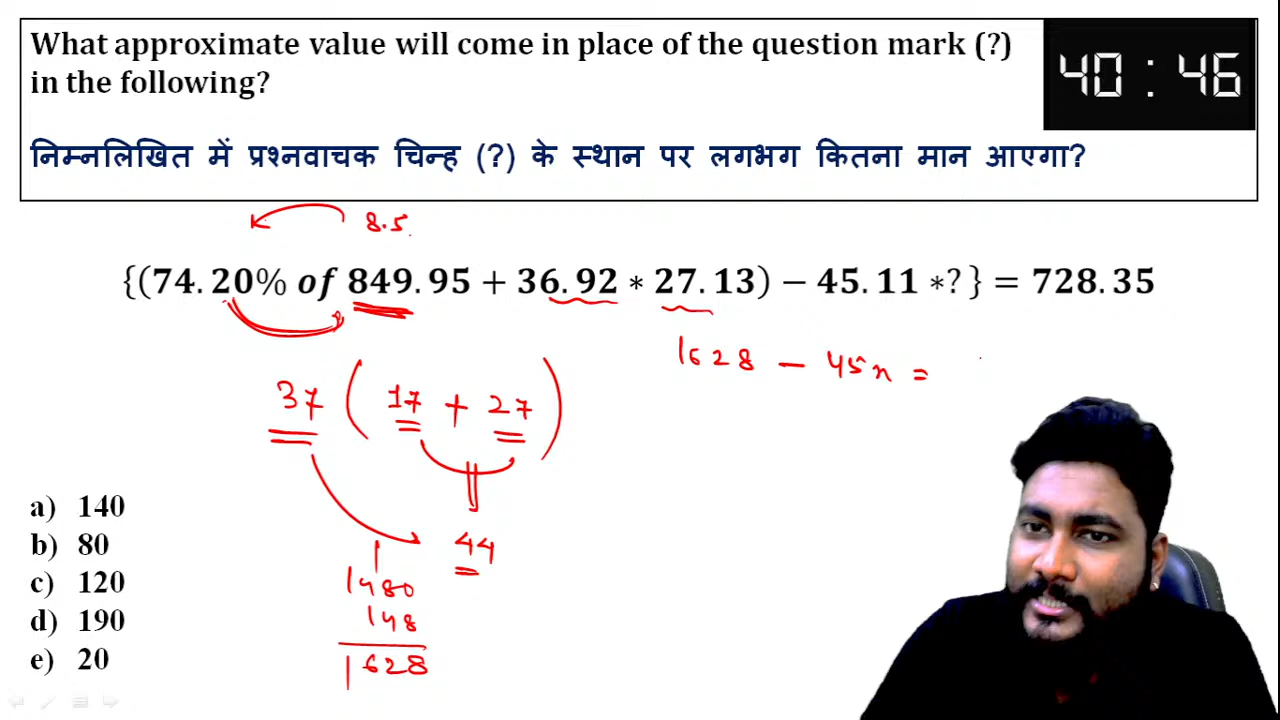 What approximate value will come in place of the question mark (?)
in the following?
40 : 46
निम्नलिखित में प्रश्नवाचक चिन्ह (?) के स्थान पर लगभग कितना मान आएगा?
8.5
{(74.20% of 849.95 + 36.92 * 27.13) − 45.11 *? } = 728.35
1628 − 45x =
37 ( 17 + 27 )
44
1480
148
1628
a) 140
b) 80
c) 120
d) 190
e) 20